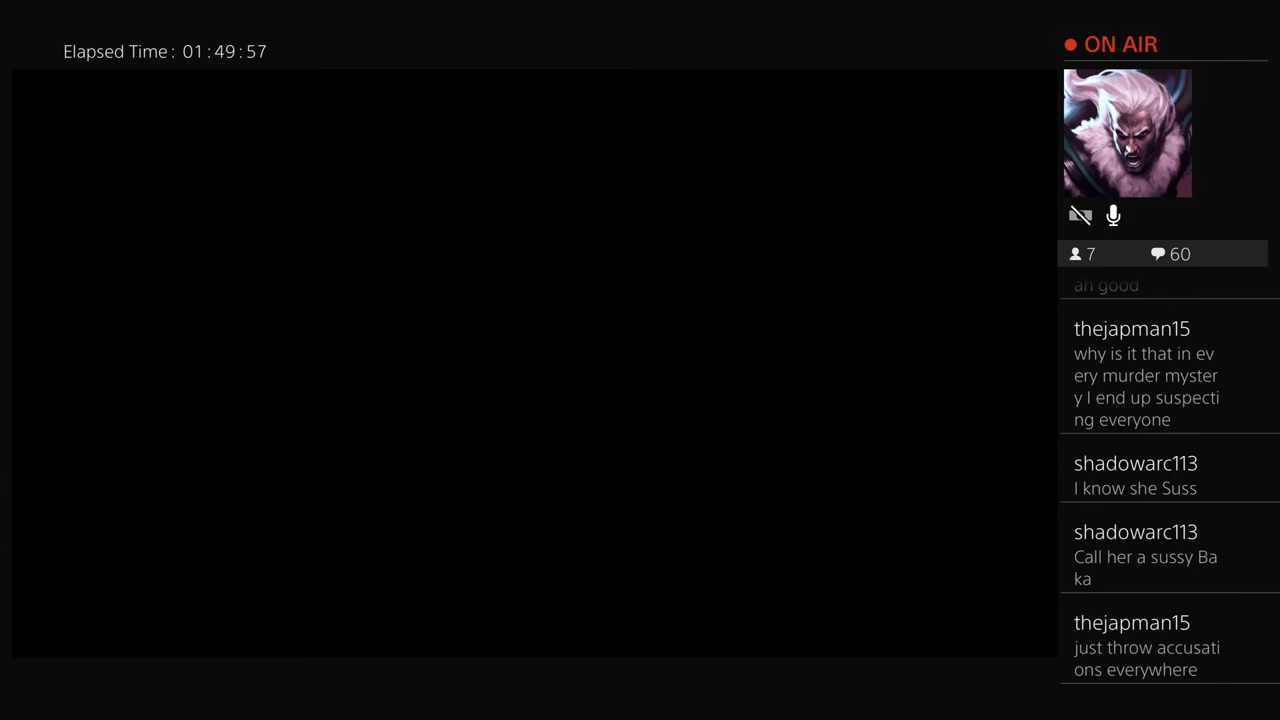 Elapsed Time: 01:49:57
ON AIR
7
60
ah good
thejapman15
why is it that in ev
ery murder myster
y I end up suspecti
ng everyone
shadowarc113
I know she Suss
shadowarc113
Call her a sussy Ba
ka
thejapman15
just throw accusati
ons everywhere